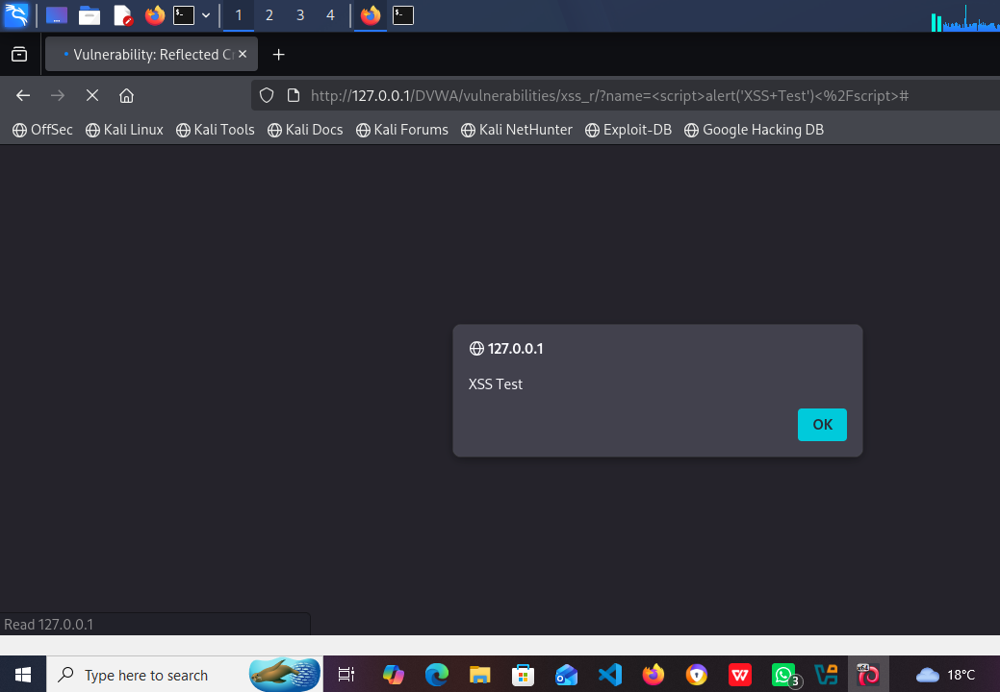 1 2 3 4
Vulnerability: Reflected Cr
http://127.0.0.1/DVWA/vulnerabilities/xss_r/?name=<script>alert('XSS+Test')<%2Fscript>#
OffSec Kali Linux Kali Tools Kali Docs Kali Forums Kali NetHunter Exploit-DB Google Hacking DB
127.0.0.1
XSS Test
OK
Read 127.0.0.1
Type here to search 3 18°C